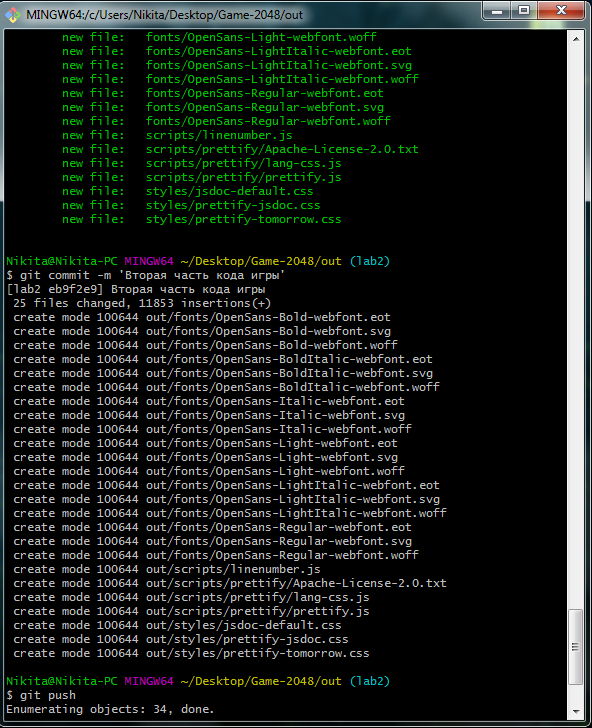 MINGW64:/c/Users/Nikita/Desktop/Game-2048/out
new file:   fonts/OpenSans-Light-webfont.woff
new file:   fonts/OpenSans-LightItalic-webfont.eot
new file:   fonts/OpenSans-LightItalic-webfont.svg
new file:   fonts/OpenSans-LightItalic-webfont.woff
new file:   fonts/OpenSans-Regular-webfont.eot
new file:   fonts/OpenSans-Regular-webfont.svg
new file:   fonts/OpenSans-Regular-webfont.woff
new file:   scripts/linenumber.js
new file:   scripts/prettify/Apache-License-2.0.txt
new file:   scripts/prettify/lang-css.js
new file:   scripts/prettify/prettify.js
new file:   styles/jsdoc-default.css
new file:   styles/prettify-jsdoc.css
new file:   styles/prettify-tomorrow.css
Nikita@Nikita-PC MINGW64 ~/Desktop/Game-2048/out (lab2)
$ git commit -m 'Вторая часть кода игры'
[lab2 eb9f2e9] Вторая часть кода игры
25 files changed, 11853 insertions(+)
create mode 100644 out/fonts/OpenSans-Bold-webfont.eot
create mode 100644 out/fonts/OpenSans-Bold-webfont.svg
create mode 100644 out/fonts/OpenSans-Bold-webfont.woff
create mode 100644 out/fonts/OpenSans-BoldItalic-webfont.eot
create mode 100644 out/fonts/OpenSans-BoldItalic-webfont.svg
create mode 100644 out/fonts/OpenSans-BoldItalic-webfont.woff
create mode 100644 out/fonts/OpenSans-Italic-webfont.eot
create mode 100644 out/fonts/OpenSans-Italic-webfont.svg
create mode 100644 out/fonts/OpenSans-Italic-webfont.woff
create mode 100644 out/fonts/OpenSans-Light-webfont.eot
create mode 100644 out/fonts/OpenSans-Light-webfont.svg
create mode 100644 out/fonts/OpenSans-Light-webfont.woff
create mode 100644 out/fonts/OpenSans-LightItalic-webfont.eot
create mode 100644 out/fonts/OpenSans-LightItalic-webfont.svg
create mode 100644 out/fonts/OpenSans-LightItalic-webfont.woff
create mode 100644 out/fonts/OpenSans-Regular-webfont.eot
create mode 100644 out/fonts/OpenSans-Regular-webfont.svg
create mode 100644 out/fonts/OpenSans-Regular-webfont.woff
create mode 100644 out/scripts/linenumber.js
create mode 100644 out/scripts/prettify/Apache-License-2.0.txt
create mode 100644 out/scripts/prettify/lang-css.js
create mode 100644 out/scripts/prettify/prettify.js
create mode 100644 out/styles/jsdoc-default.css
create mode 100644 out/styles/prettify-jsdoc.css
create mode 100644 out/styles/prettify-tomorrow.css
Nikita@Nikita-PC MINGW64 ~/Desktop/Game-2048/out (lab2)
$ git push
Enumerating objects: 34, done.